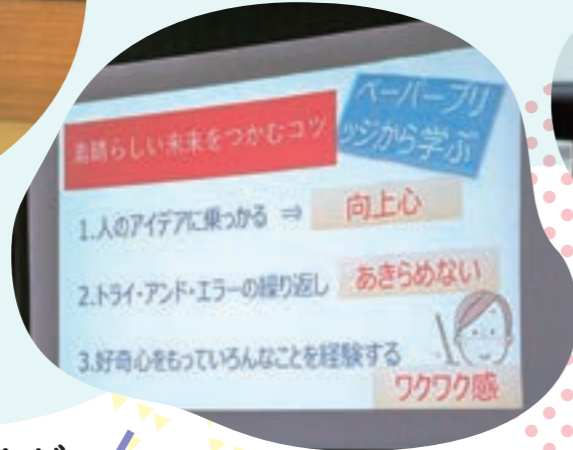 素晴らしい未来をつかむコツ
ペーパーブリ
ッジから学ぶ
1.人のアイデアに乗っかる ⇒ 向上心
2.トライ・アンド・エラーの繰り返し あきらめない
3.好奇心をもっていろんなことを経験する
ワクワク感